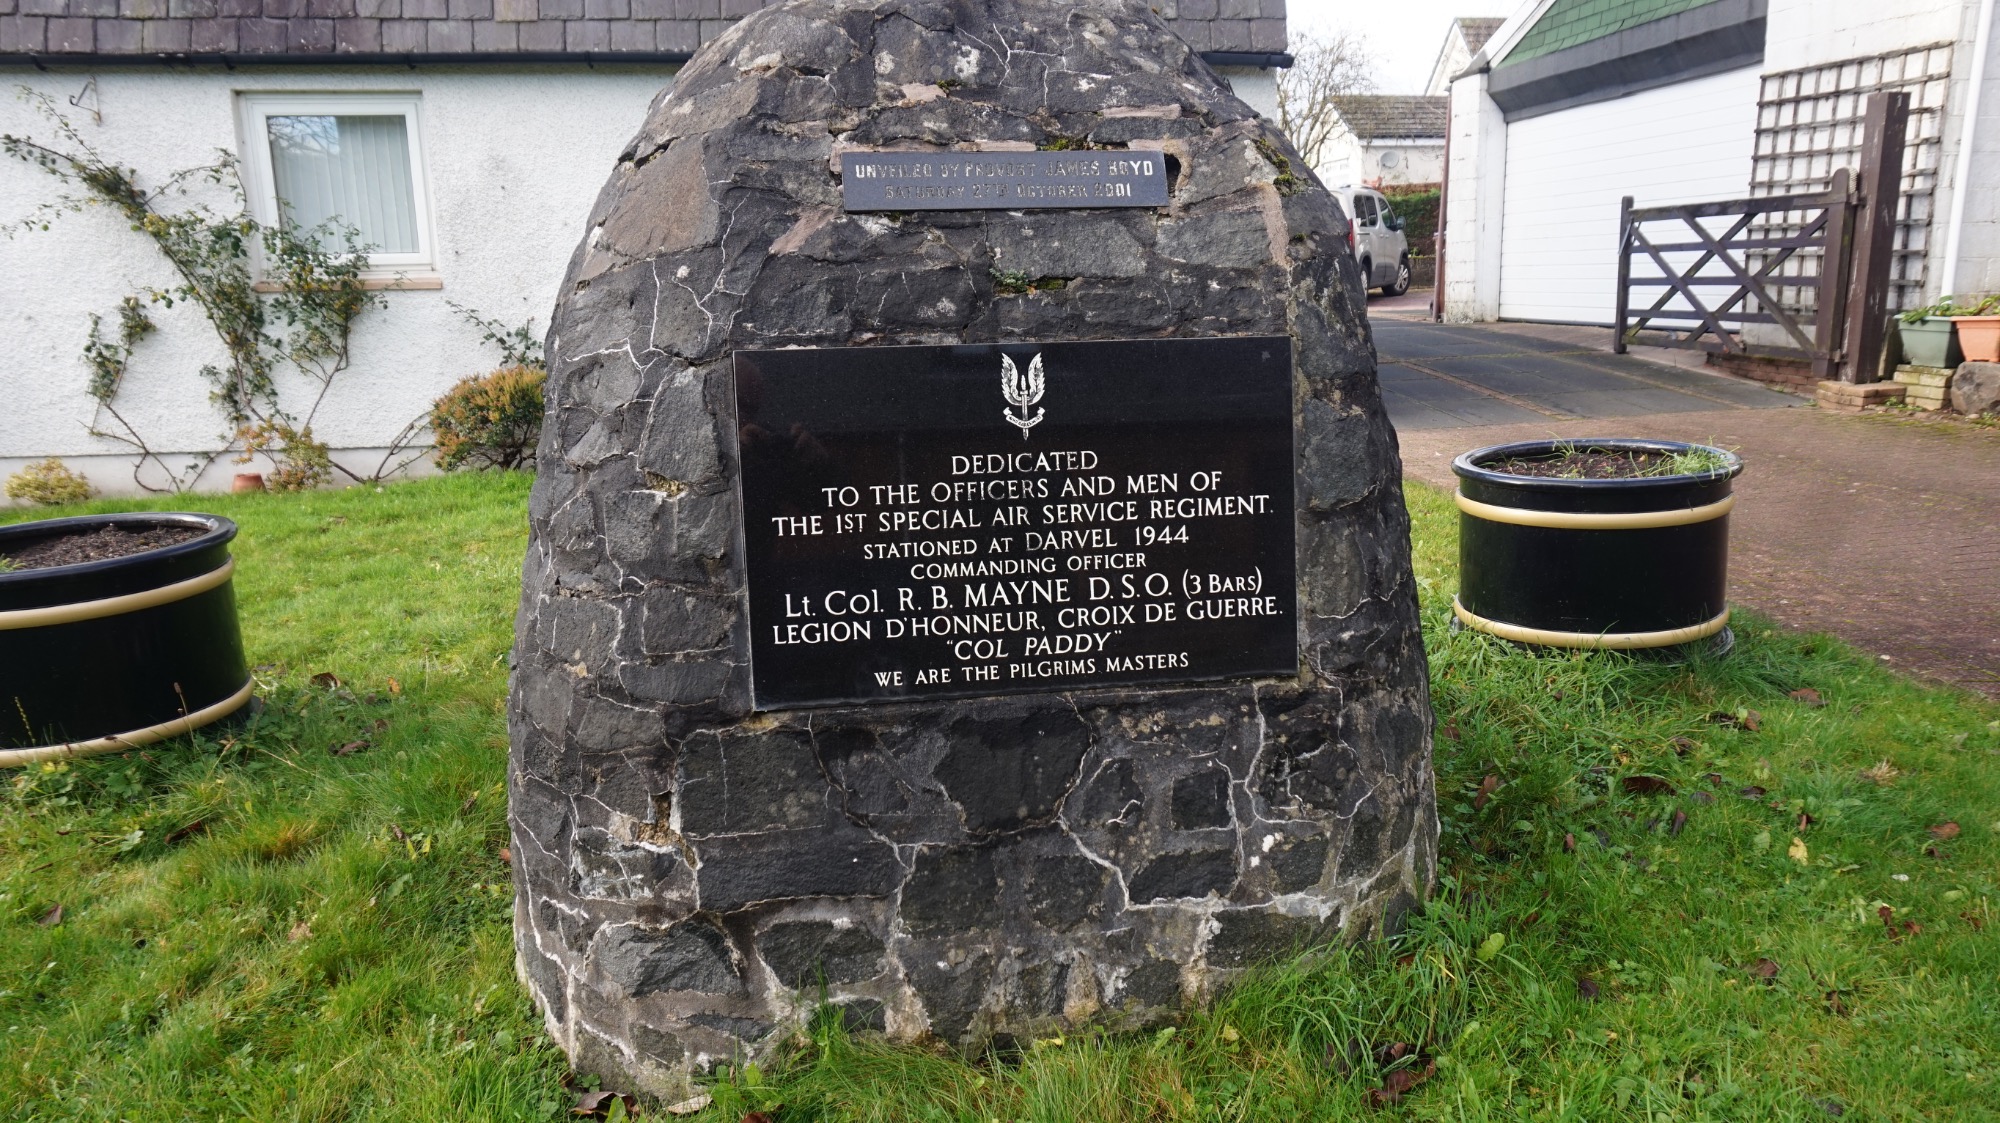 UNVEILED BY PROVOST JAMES BOYD
SATURDAY 27TH OCTOBER 2001
DEDICATED
TO THE OFFICERS AND MEN OF
THE 1ST SPECIAL AIR SERVICE REGIMENT.
STATIONED AT DARVEL 1944
COMMANDING OFFICER
Lt. Col. R. B. MAYNE D.S.O. (3 BARS)
LEGION D'HONNEUR, CROIX DE GUERRE.
"COL PADDY"
WE ARE THE PILGRIMS MASTERS